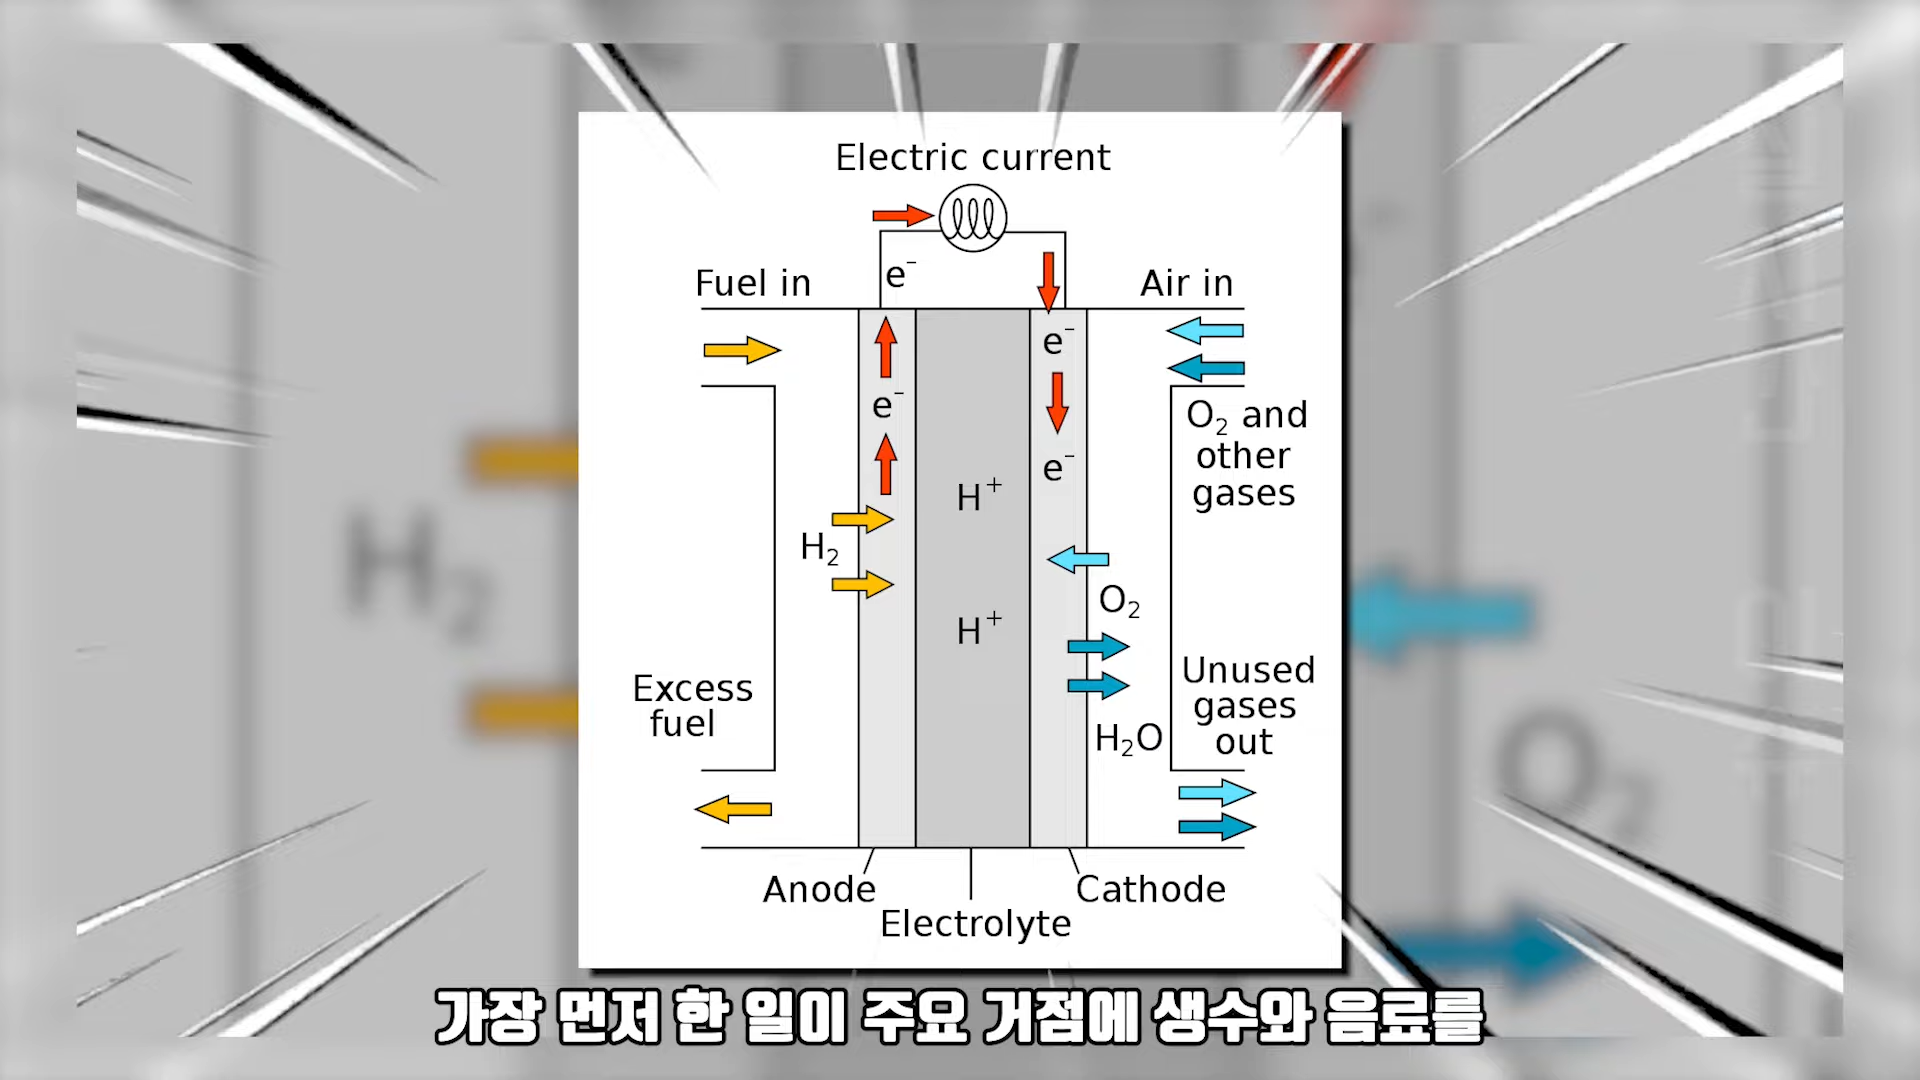 Electric current
e⁻
Fuel in
Air in
e⁻
e⁻
O₂ and
other
gases
e⁻
H⁺
H₂
O₂
H⁺
Excess
fuel
Unused
gases
out
H₂O
Anode
Cathode
Electrolyte
가장 먼저 한 일이 주요 거점에 생수와 음료를
H₂
O₂